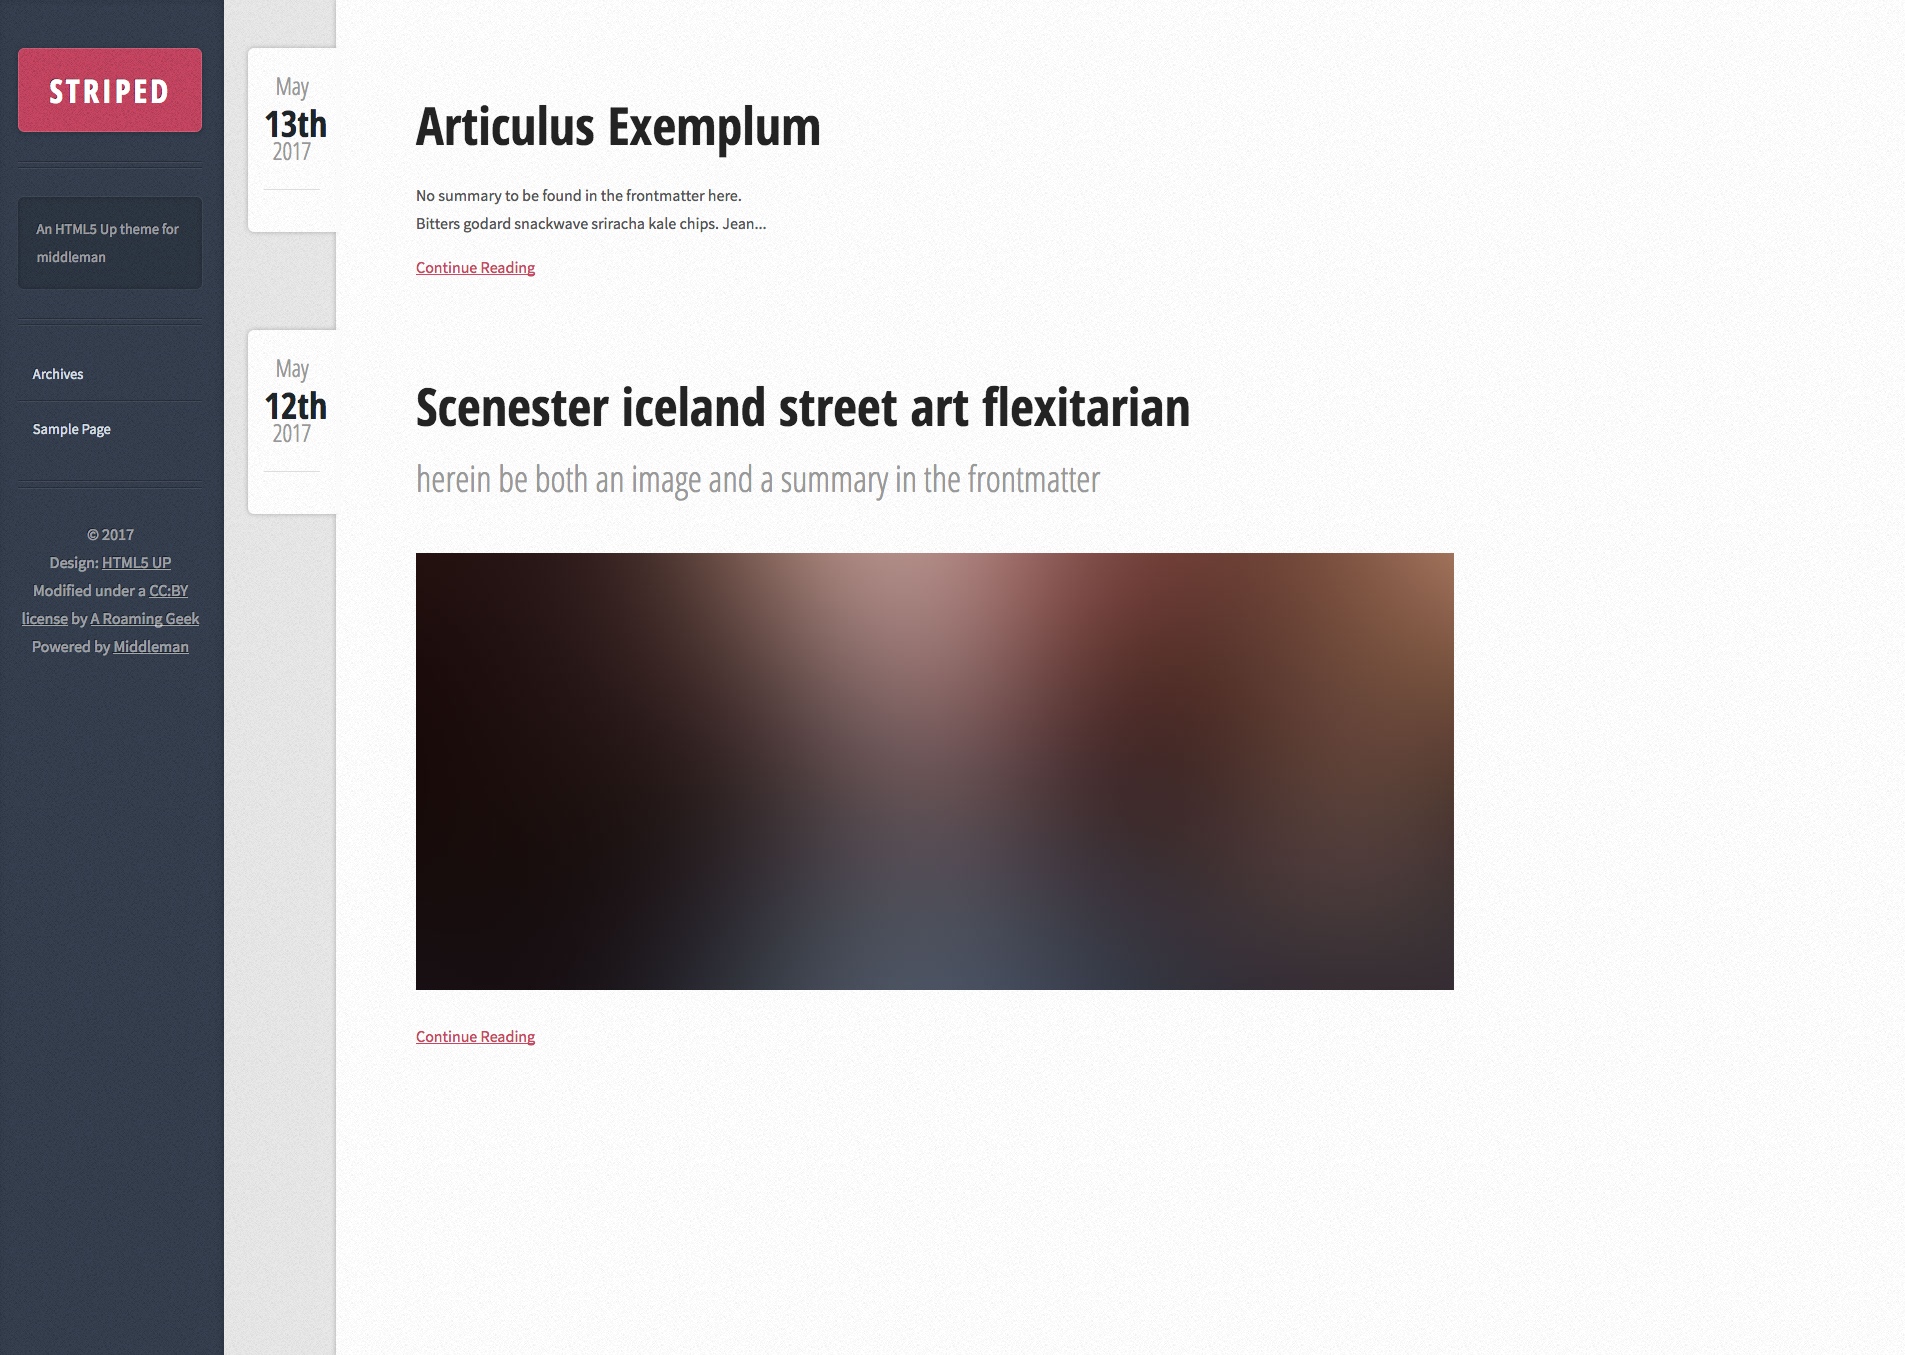 STRIPED
An HTML5 Up theme for
middleman
Archives
Sample Page
© 2017
Design: HTML5 UP
Modified under a CC:BY
license by A Roaming Geek
Powered by Middleman
May
13th
2017
Articulus Exemplum
No summary to be found in the frontmatter here.
Bitters godard snackwave sriracha kale chips. Jean...
Continue Reading
May
12th
2017
Scenester iceland street art flexitarian
herein be both an image and a summary in the frontmatter
Continue Reading